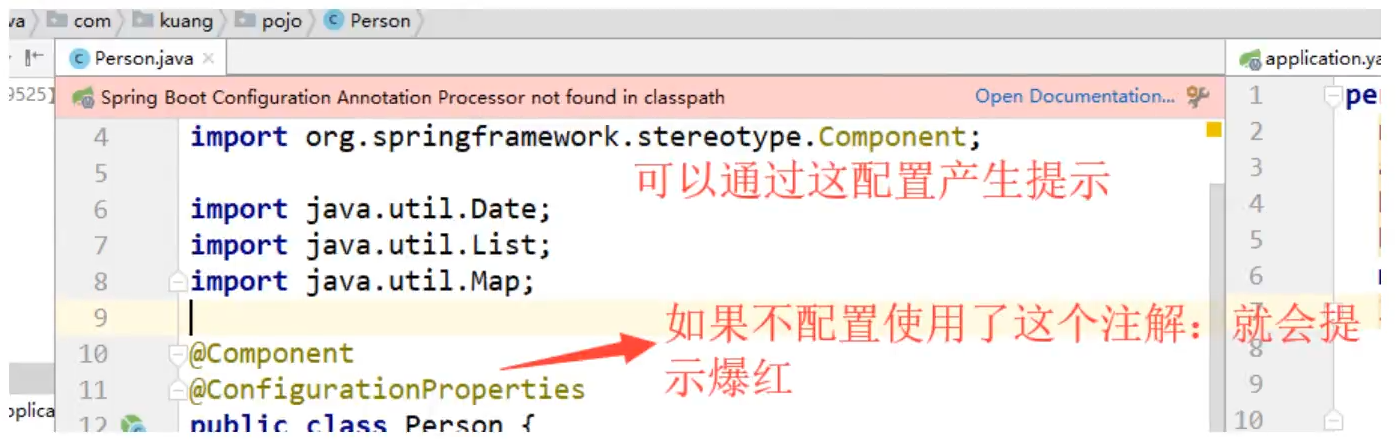 va com kuang pojo Person
Person.java
application.ya
9525]
Spring Boot Configuration Annotation Processor not found in classpath Open Documentation...
4 import org.springframework.stereotype.Component;
可以通过这配置产生提示
5
6 import java.util.Date;
7 import java.util.List;
8 import java.util.Map;
9
如果不配置使用了这个注解：就会提
示爆红
10 @Component
11 @ConfigurationProperties
12 public class Person {
applica
1 pe
2
3
4
5
6
7
8
9
10